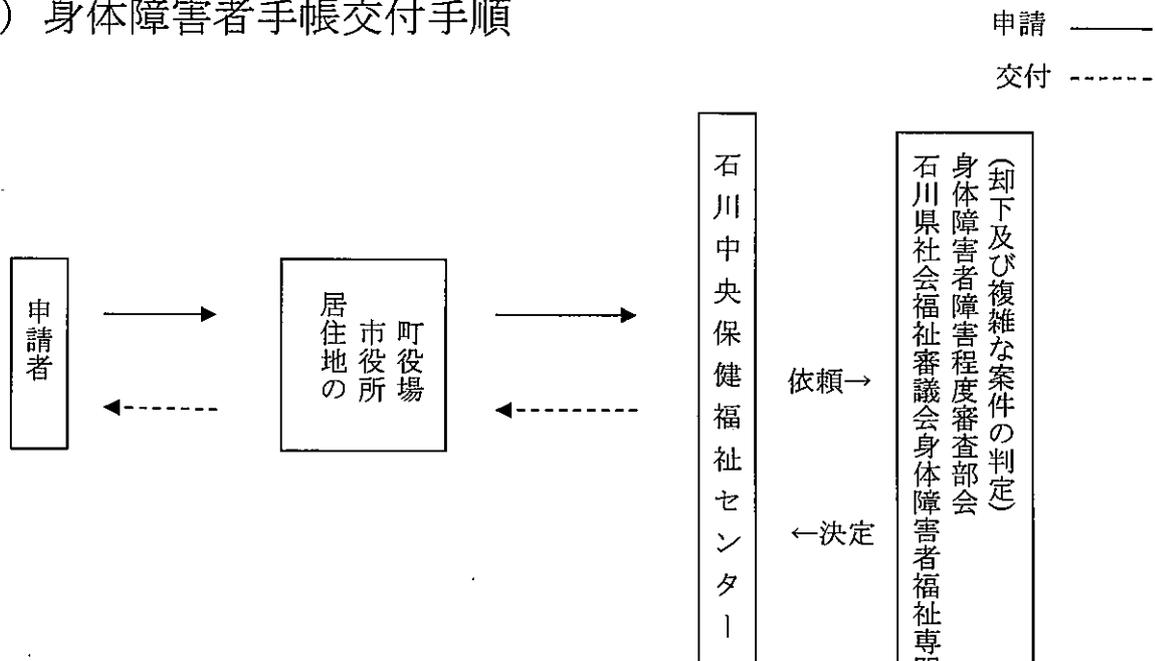 ) 身体障害者手帳交付手順
申請
交付
申請者
居住地の
市役所
町役場
石川中央保健福祉センター
依頼→
←決定
(却下及び複雑な案件の判定)
身体障害者障害程度審査部会
石川県社会福祉審議会身体障害者福祉専